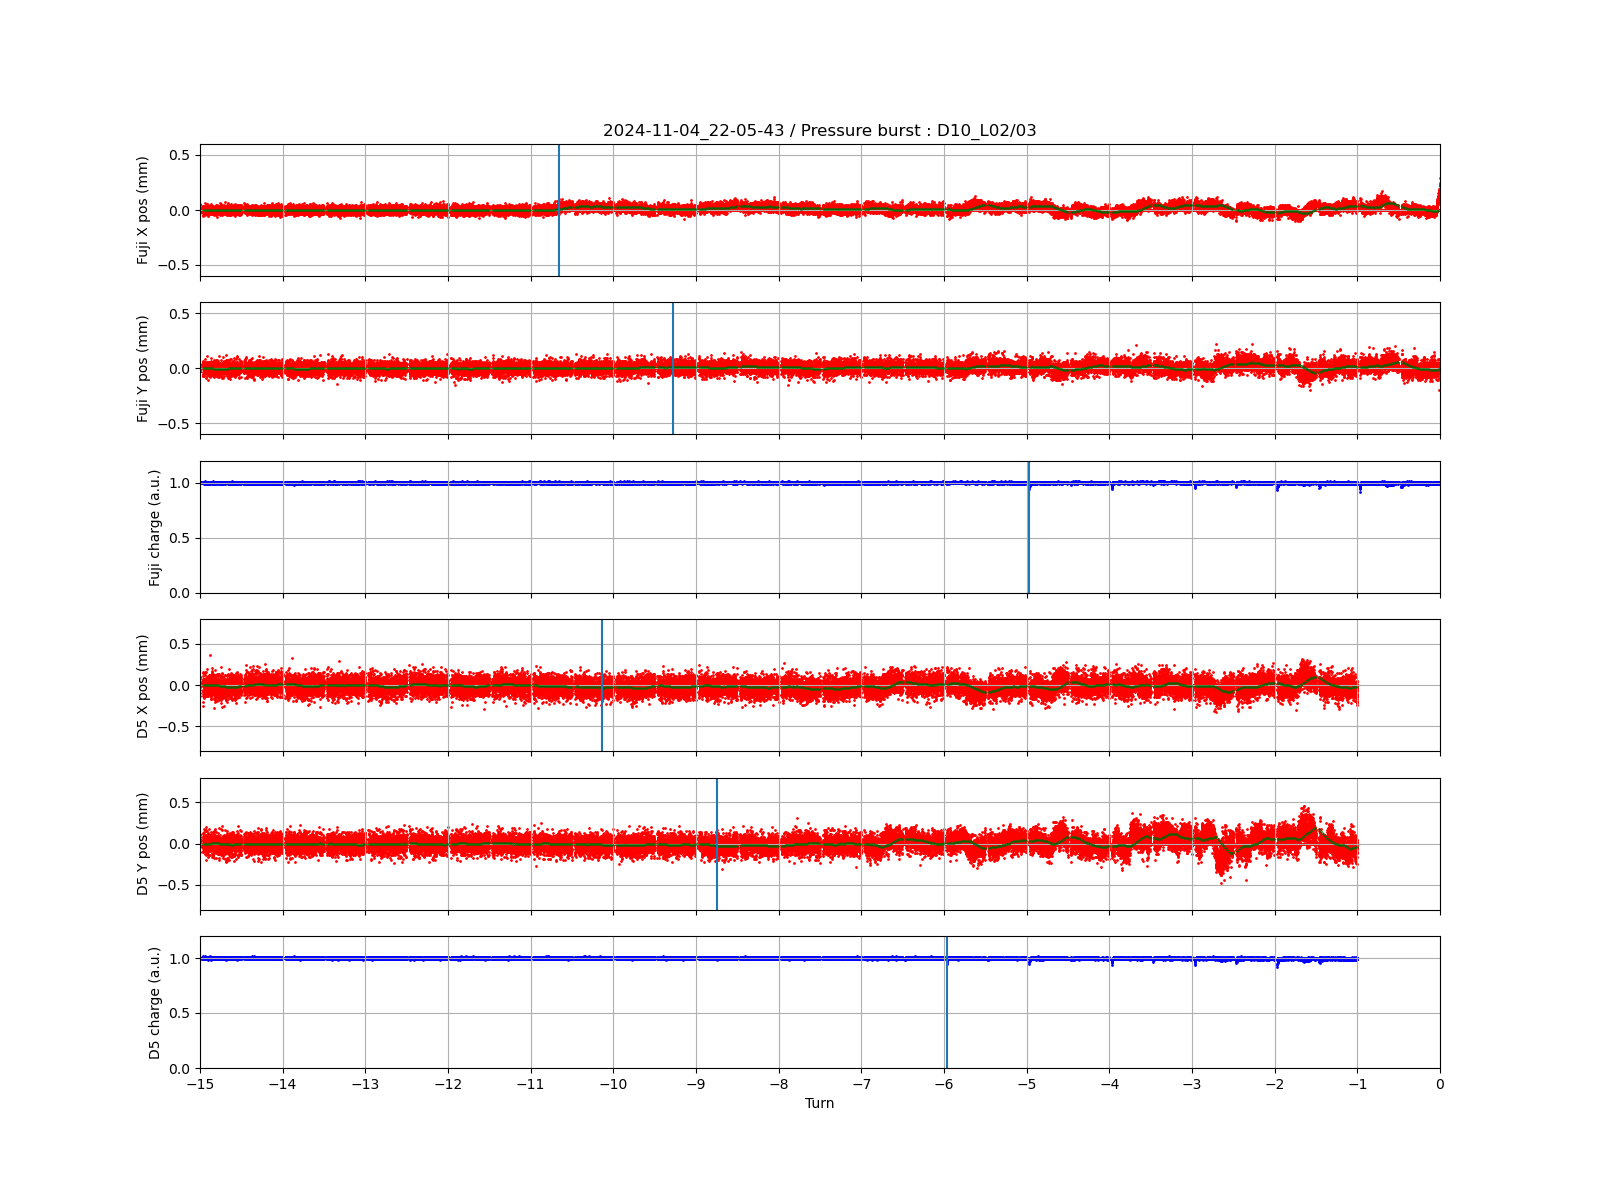 2024-11-04_22-05-43 / Pressure burst : D10_L02/03
Fuji X pos (mm)
0.5
0.0
−0.5
Fuji Y pos (mm)
0.5
0.0
−0.5
Fuji charge (a.u.)
1.0
0.5
0.0
D5 X pos (mm)
0.5
0.0
−0.5
D5 Y pos (mm)
0.5
0.0
−0.5
D5 charge (a.u.)
1.0
0.5
0.0
−15 −14 −13 −12 −11 −10 −9 −8 −7 −6 −5 −4 −3 −2 −1 0
Turn